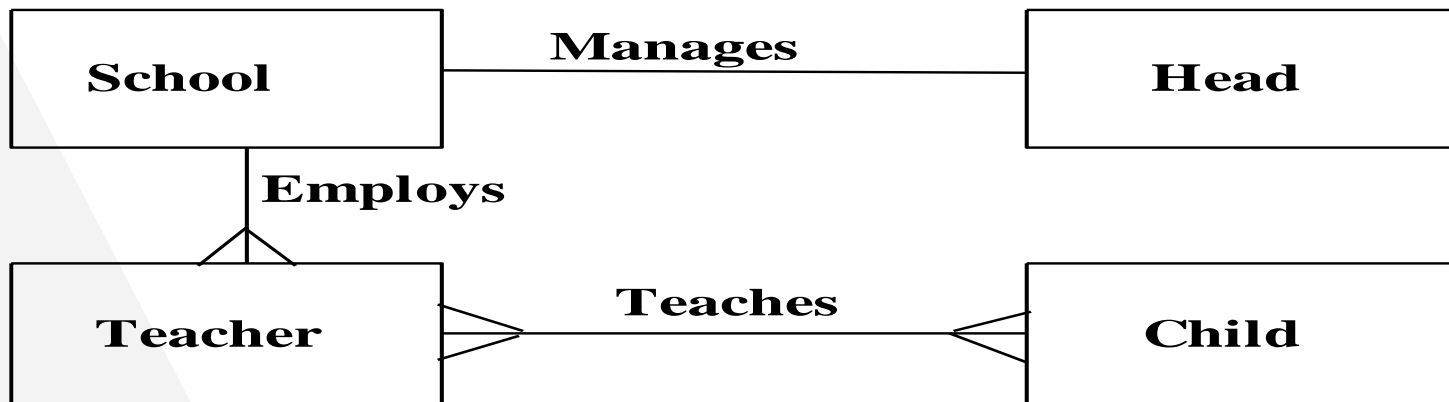 Manages
School
Head
Employs
Teaches
Teacher
Child